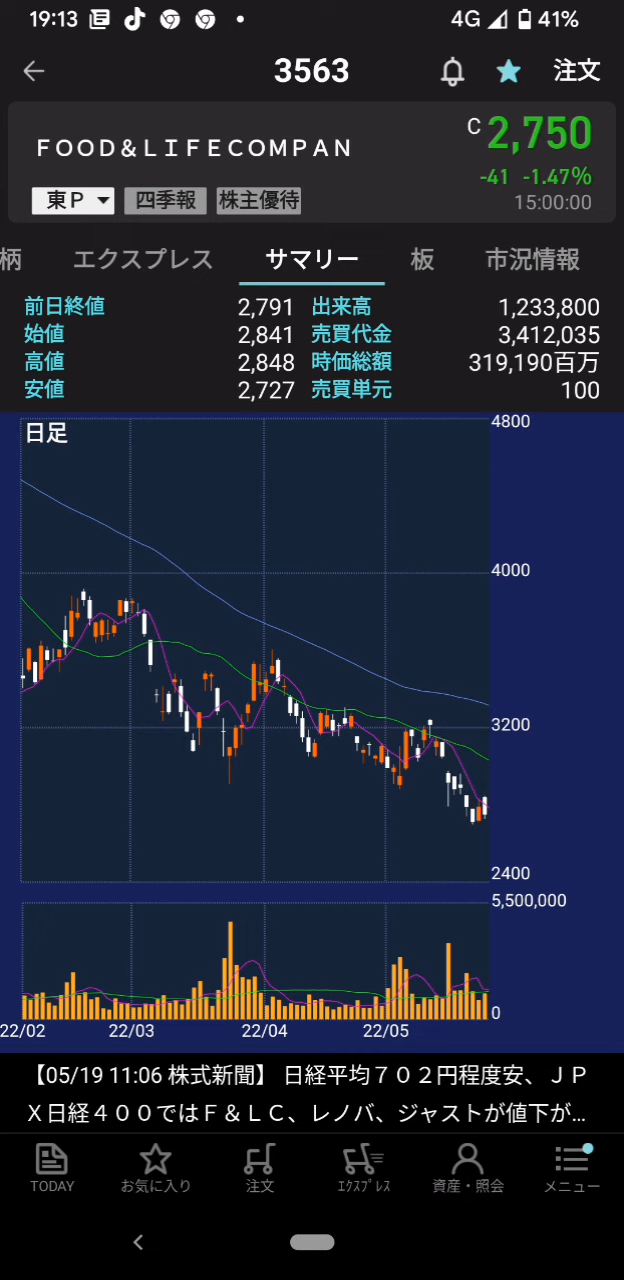 19:13 4G 41%
3563 注文
ＦＯＯＤ＆ＬＩＦＥＣＯＭＰＡＮ C 2,750
-41 -1.47%
東Ｐ 四季報 株主優待 15:00:00
柄 エクスプレス サマリー 板 市況情報
前日終値 2,791 出来高 1,233,800
始値 2,841 売買代金 3,412,035
高値 2,848 時価総額 319,190百万
安値 2,727 売買単元 100
日足
4800
4000
3200
2400
5,500,000
0
22/02 22/03 22/04 22/05
【05/19 11:06 株式新聞】 日経平均７０２円程度安、ＪＰ
Ｘ日経４００ではＦ＆ＬＣ、レノバ、ジャストが値下が...
TODAY お気に入り 注文 ｴｸｽﾌﾟﾚｽ 資産・照会 メニュー